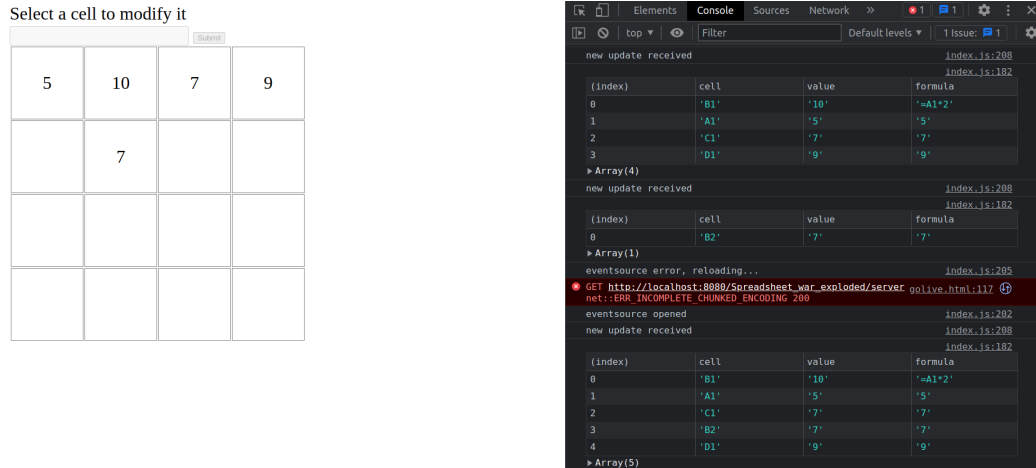 Select a cell to modify it
Submit
5 10 7 9
7
Elements Console Sources Network » 1 1
top ▼ Filter Default levels ▼ 1 Issue: 1
new update received index.js:208
index.js:182
(index) cell value formula
0 'B1' '10' '=A1*2'
1 'A1' '5' '5'
2 'C1' '7' '7'
3 'D1' '9' '9'
▶Array(4)
new update received index.js:208
index.js:182
(index) cell value formula
0 'B2' '7' '7'
▶Array(1)
eventsource error, reloading... index.js:205
GET http://localhost:8080/Spreadsheet_war_exploded/server golive.html:117
net::ERR_INCOMPLETE_CHUNKED_ENCODING 200
eventsource opened index.js:202
new update received index.js:208
index.js:182
(index) cell value formula
0 'B1' '10' '=A1*2'
1 'A1' '5' '5'
2 'C1' '7' '7'
3 'B2' '7' '7'
4 'D1' '9' '9'
▶Array(5)